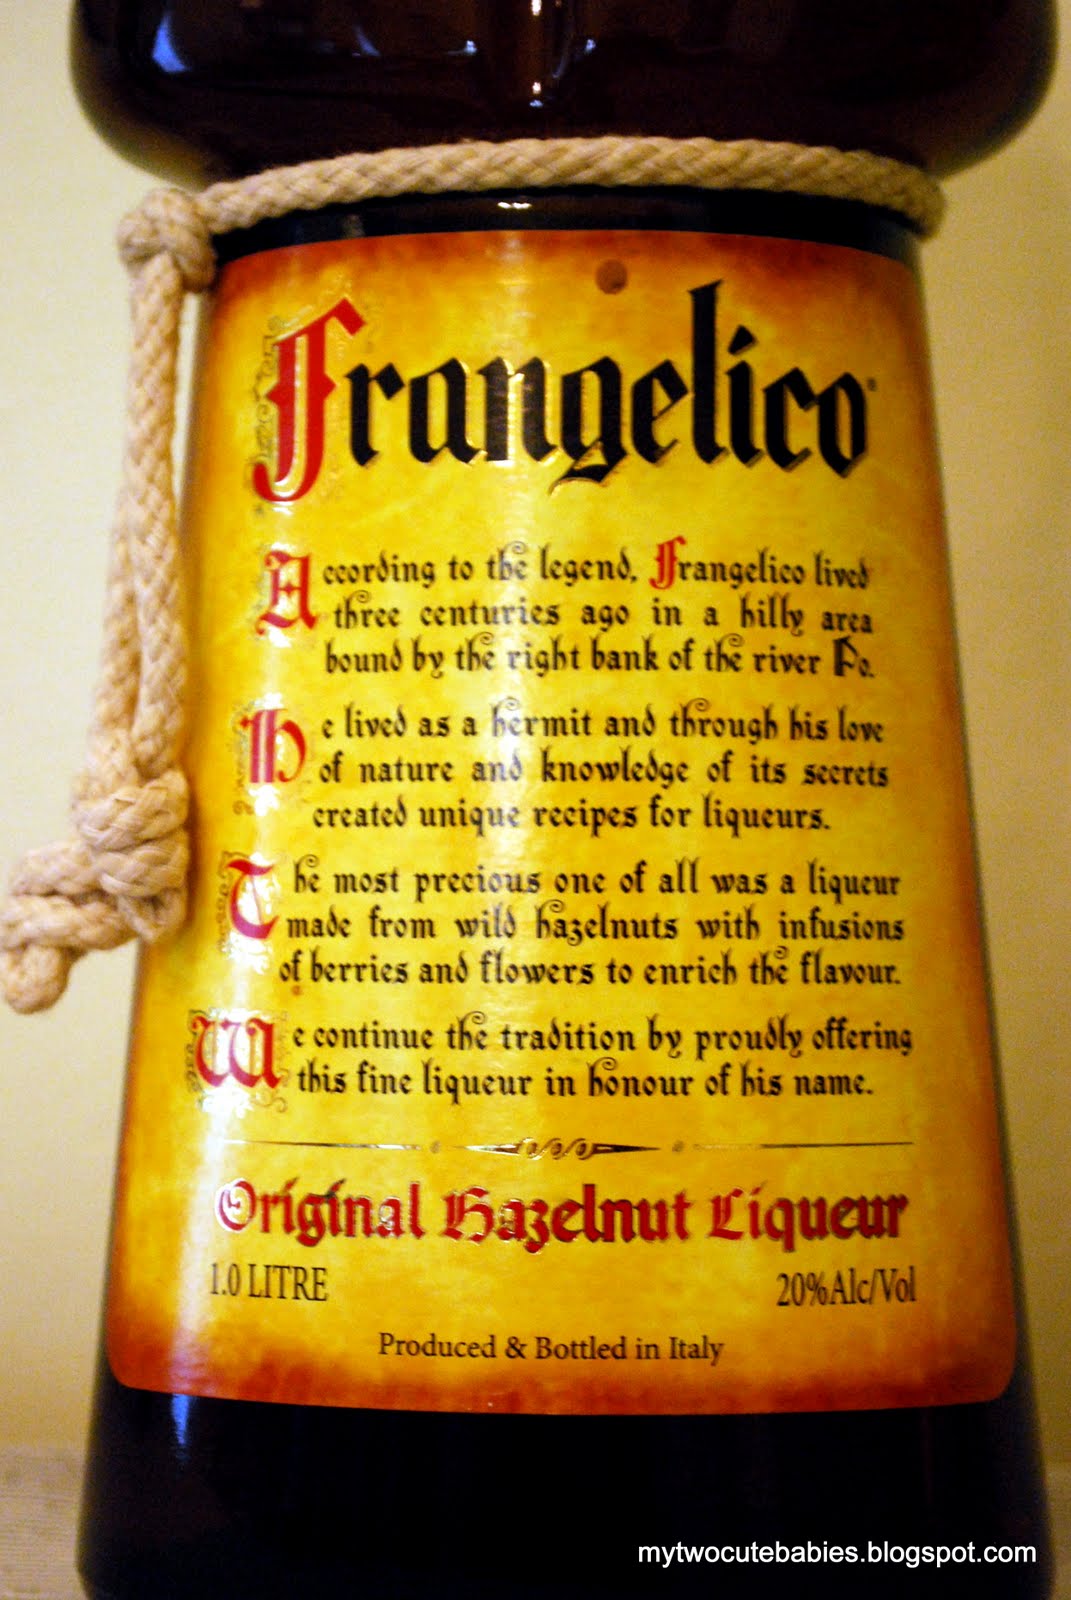 Frangelico®
According to the legend, Frangelico lived
three centuries ago in a hilly area
bound by the right bank of the river Po.
He lived as a hermit and through his love
of nature and knowledge of its secrets
created unique recipes for liqueurs.
The most precious one of all was a liqueur
made from wild hazelnuts with infusions
of berries and flowers to enrich the flavour.
We continue the tradition by proudly offering
this fine liqueur in honour of his name.
Original Hazelnut Liqueur
1.0 LITRE 20%Alc/Vol
Produced & Bottled in Italy
mytwocutebabies.blogspot.com